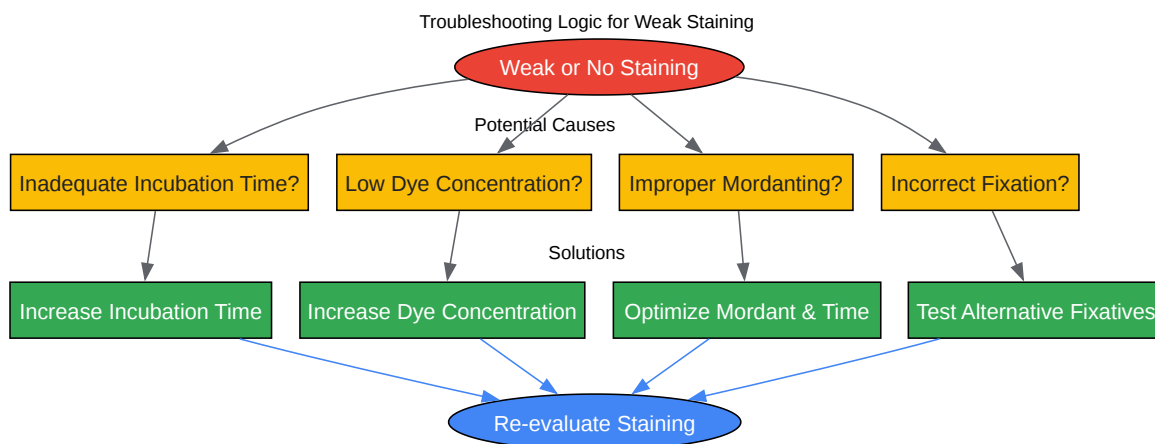 Troubleshooting Logic for Weak Staining
Weak or No Staining
Potential Causes
Inadequate Incubation Time?
Low Dye Concentration?
Improper Mordanting?
Incorrect Fixation?
Solutions
Increase Incubation Time
Increase Dye Concentration
Optimize Mordant & Time
Test Alternative Fixatives
Re-evaluate Staining